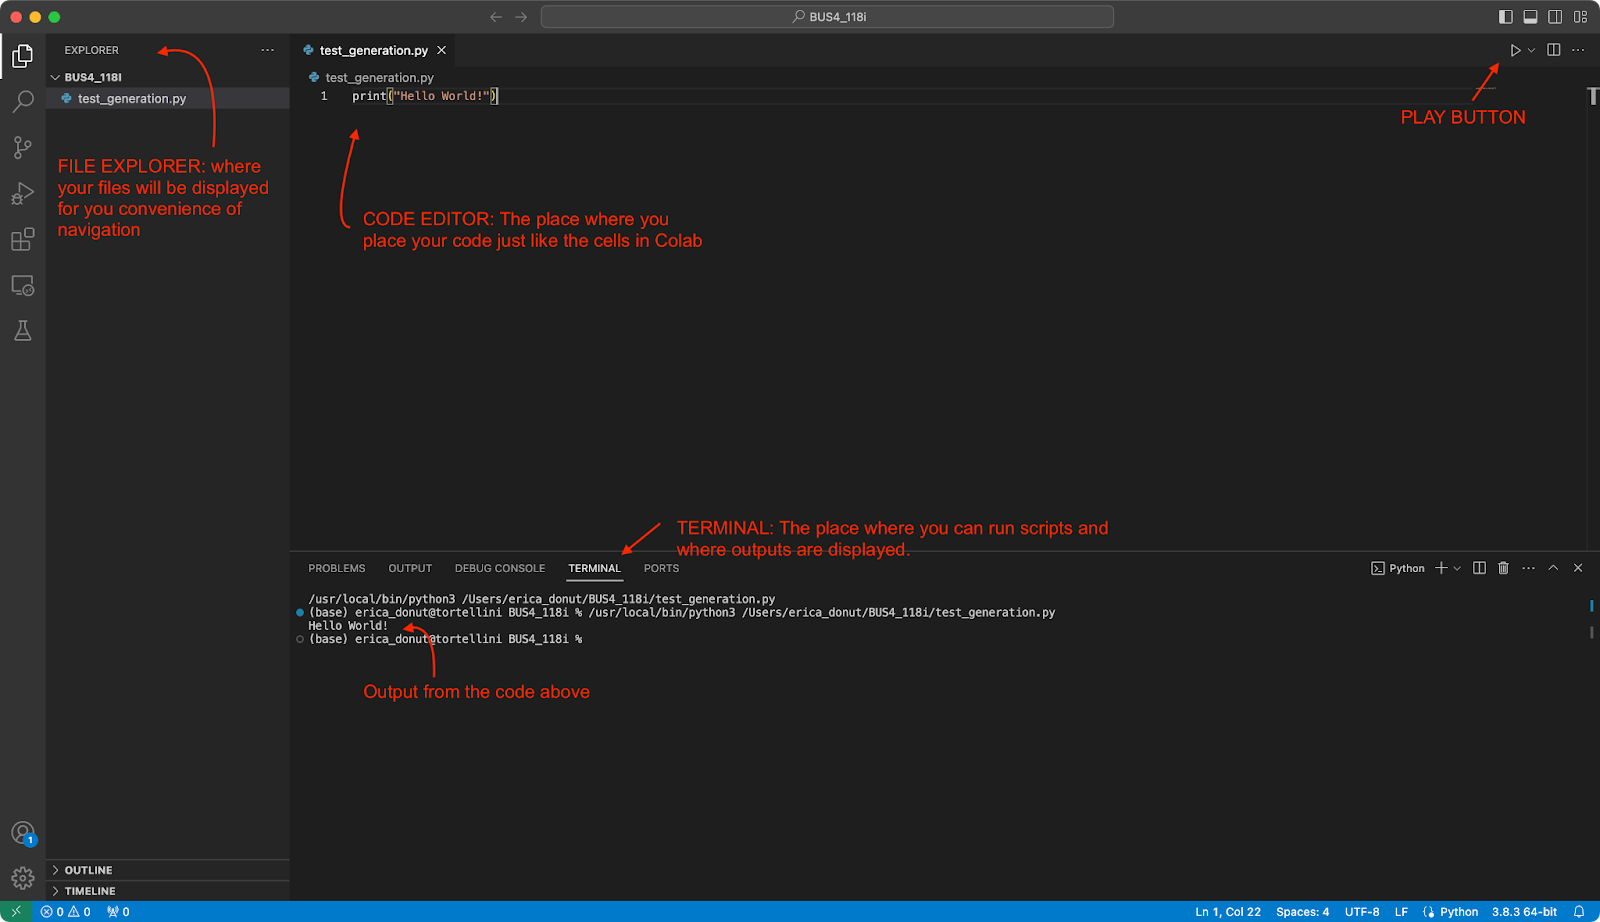 BUS4_118i
EXPLORER
BUS4_118I
test_generation.py
FILE EXPLORER: where
your files will be displayed
for you convenience of
navigation
OUTLINE
TIMELINE
test_generation.py
test_generation.py
1 print("Hello World!")
PLAY BUTTON
CODE EDITOR: The place where you
place your code just like the cells in Colab
TERMINAL: The place where you can run scripts and
where outputs are displayed.
PROBLEMS OUTPUT DEBUG CONSOLE TERMINAL PORTS Python
/usr/local/bin/python3 /Users/erica_donut/BUS4_118i/test_generation.py
(base) erica_donut@tortellini BUS4_118i % /usr/local/bin/python3 /Users/erica_donut/BUS4_118i/test_generation.py
Hello World!
(base) erica_donut@tortellini BUS4_118i %
Output from the code above
1
0 0 0 Ln 1, Col 22 Spaces: 4 UTF-8 LF Python 3.8.3 64-bit